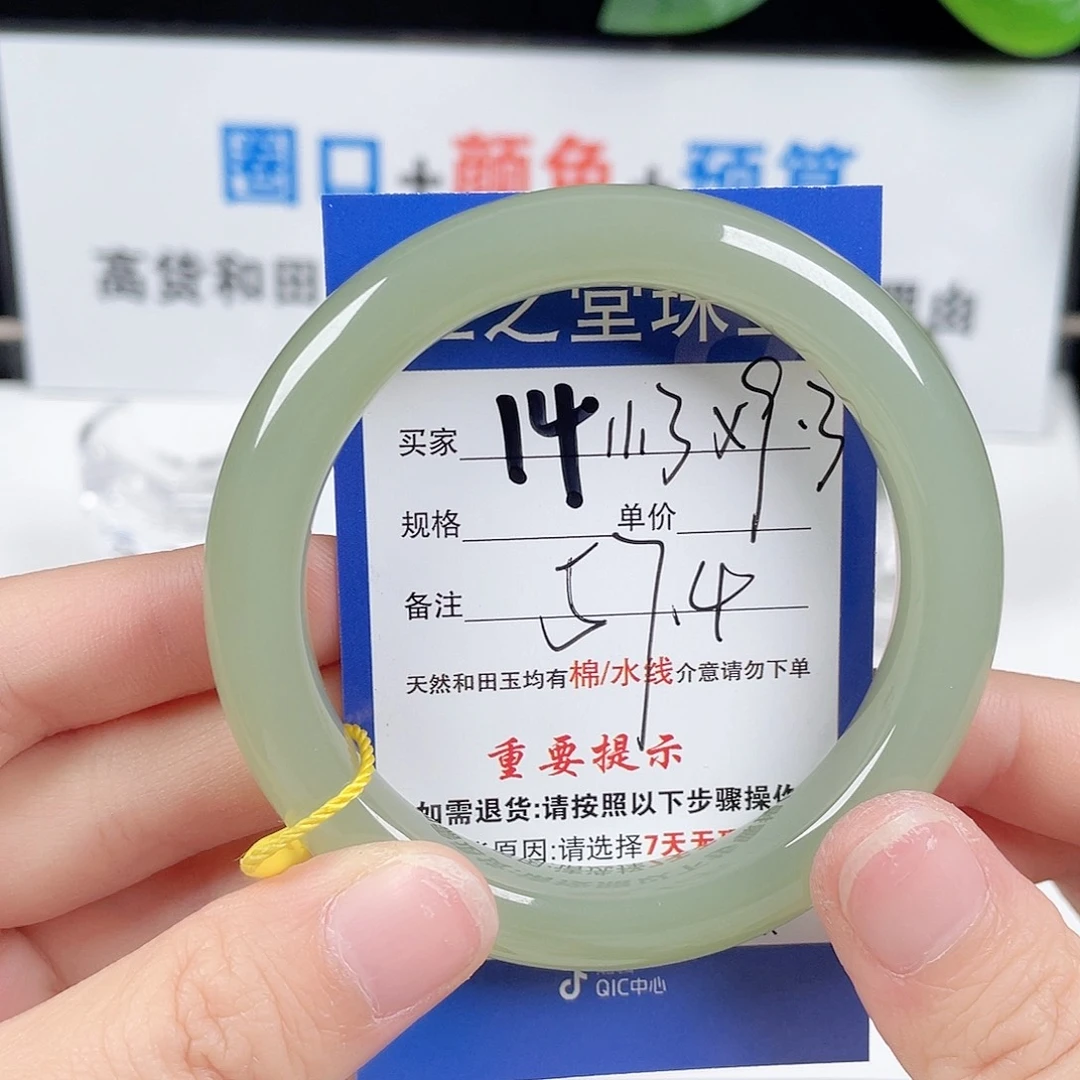 圈口+颜色+预算
高货和田
之堂珠
买家 14 11.3x9.3
规格 单价
备注 57.4
天然和田玉均有棉/水线介意请勿下单
重要提示
如需退货:请按照以下步骤操作
原因:请选择7天无
QIC中心